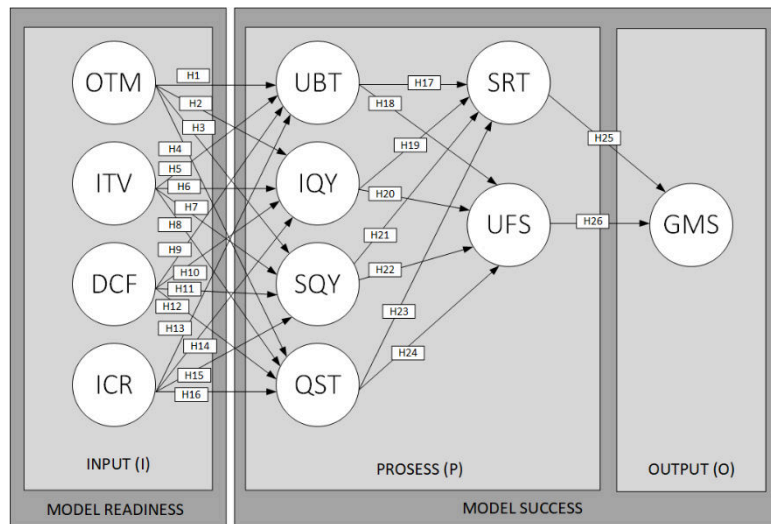 OTM
ITV
DCF
ICR
H1
H2
H3
H4
H5
H6
H7
H8
H9
H10
H11
H12
H13
H14
H15
H16
UBT
IQY
SQY
QST
H17
H18
H19
H20
H21
H22
H23
H24
SRT
UFS
H25
H26
GMS
INPUT (I)
PROSESS (P)
OUTPUT (O)
MODEL READINESS
MODEL SUCCESS